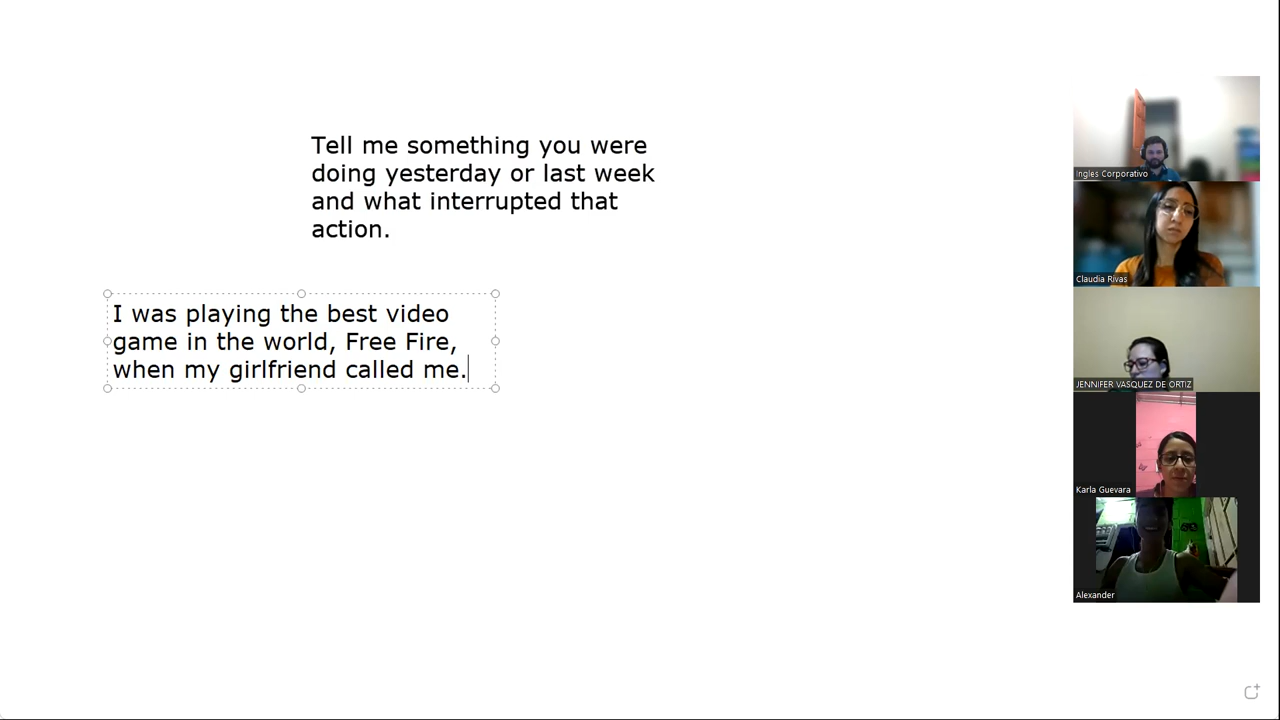 Tell me something you were
doing yesterday or last week
and what interrupted that
action.
I was playing the best video
game in the world, Free Fire,
when my girlfriend called me.
Ingles Corporativo
Claudia Rivas
JENNIFER VASQUEZ DE ORTIZ
Karla Guevara
Alexander